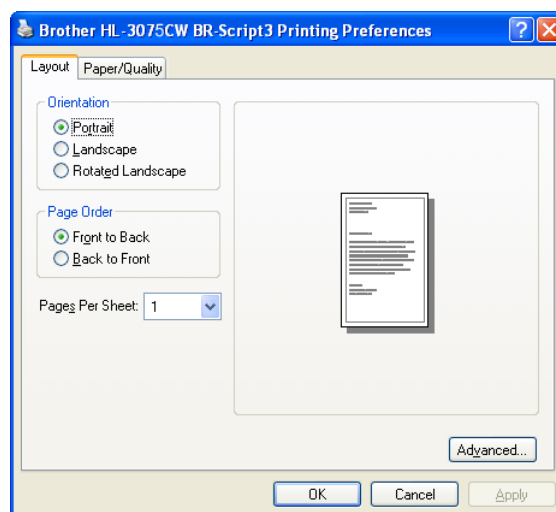 Brother HL-3075CW BR-Script3 Printing Preferences
Layout Paper/Quality
Orientation
Portrait
Landscape
Rotated Landscape
Page Order
Front to Back
Back to Front
Pages Per Sheet: 1
Advanced...
OK Cancel Apply